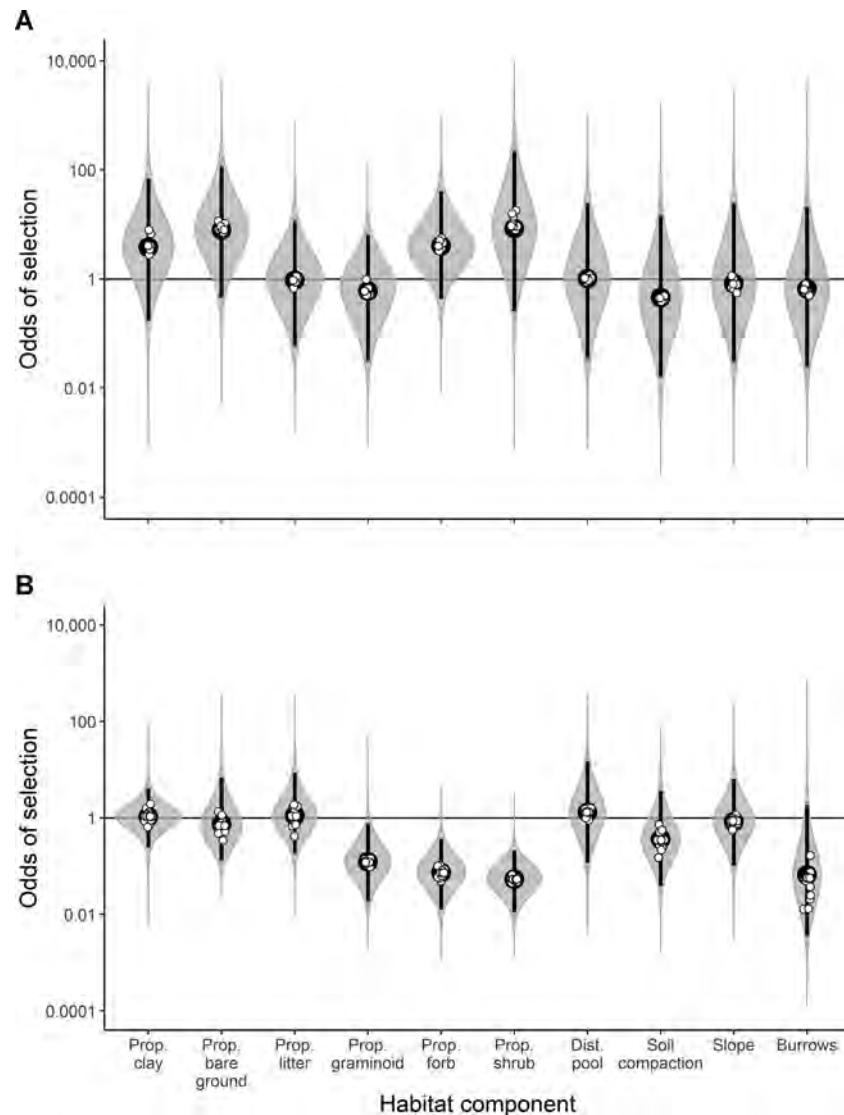 A
10,000
100
1
0.01
0.0001
Odds of selection
B
10,000
100
1
0.01
0.0001
Odds of selection
Prop. clay
Prop. bare ground
Prop. litter
Prop. graminoid
Prop. forb
Prop. shrub
Dist. pool
Soil compaction
Slope
Burrows
Habitat component